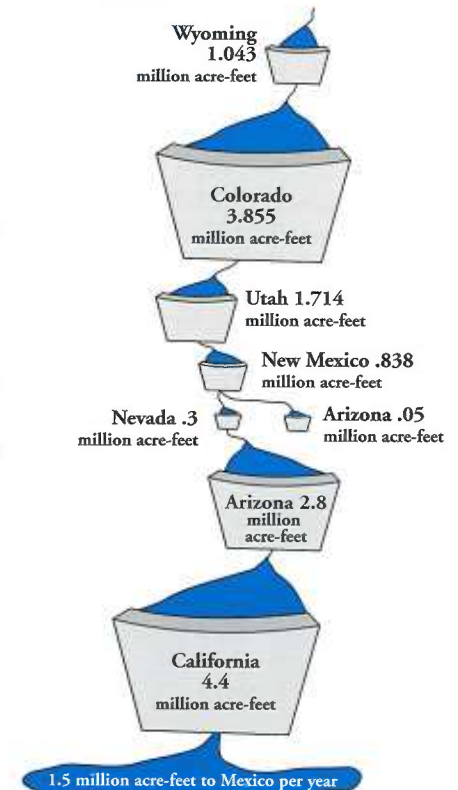 Wyoming
1.043
million acre-feet
Colorado
3.855
million acre-feet
Utah 1.714
million acre-feet
New Mexico .838
million acre-feet
Nevada .3
million acre-feet
Arizona .05
million acre-feet
Arizona 2.8
million
acre-feet
California
4.4
million acre-feet
1.5 million acre-feet to Mexico per year